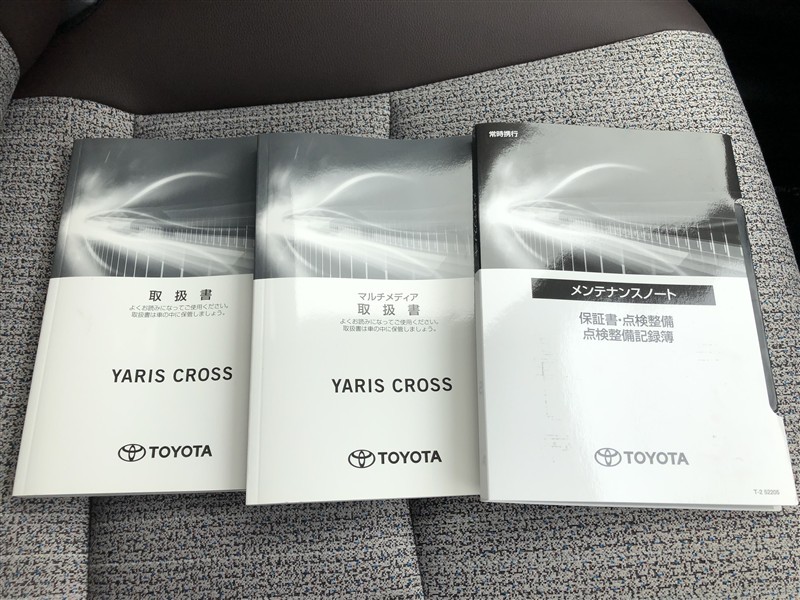 取扱書
よくお読みになってご使用ください。
取扱書は車の中に保管しましょう。
YARIS CROSS
TOYOTA
マルチメディア
取扱書
よくお読みになってご使用ください。
取扱書は車の中に保管しましょう。
YARIS CROSS
TOYOTA
常時携行
メンテナンスノート
保証書・点検整備
点検整備記録簿
TOYOTA